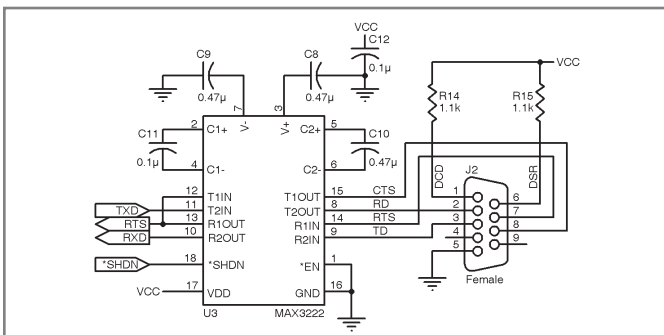 VCC
C12
0.1µ
C9
0.47µ
C8
0.47µ
VCC
R14
1.1k
R15
1.1k
7
3
V-
V+
2
C1+
C2+
5
C11
0.1µ
C10
0.47µ
4
C1-
C2-
6
DCD
J2
DSR
12
T1IN
T1OUT
15
CTS
1
6
TXD
11
T2IN
T2OUT
8
RD
2
7
RTS
13
R1OUT
R1IN
14
RTS
3
8
RXD
10
R2OUT
R2IN
9
TD
4
9
5
*SHDN
18
*SHDN
*EN
1
Female
VCC
17
VDD
GND
16
U3
MAX3222